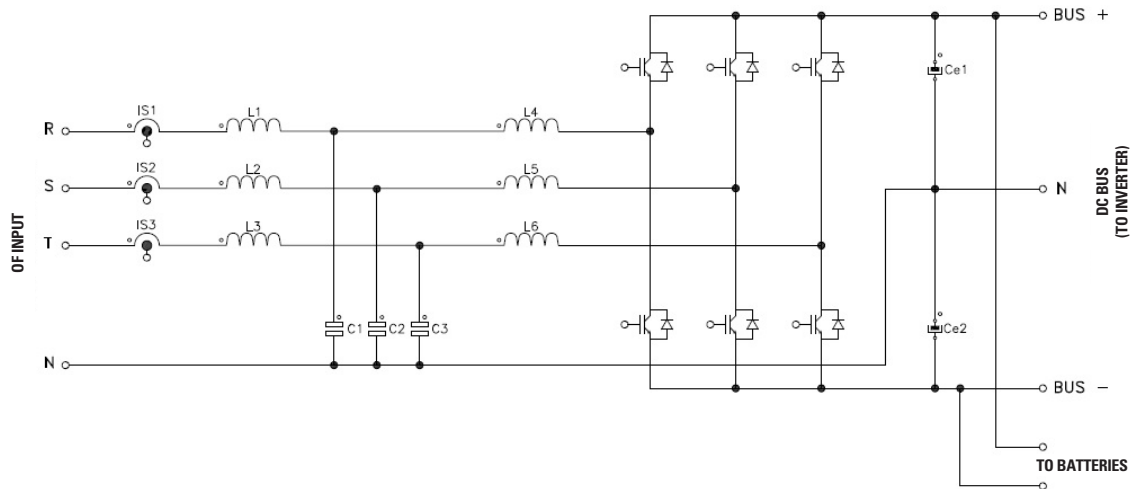 BUS +
Ce1
IS1
L1
L4
R
IS2
L2
L5
S
N
IS3
L3
L6
T
OF INPUT
DC BUS
(TO INVERTER)
C1
C2
C3
Ce2
N
BUS −
TO BATTERIES